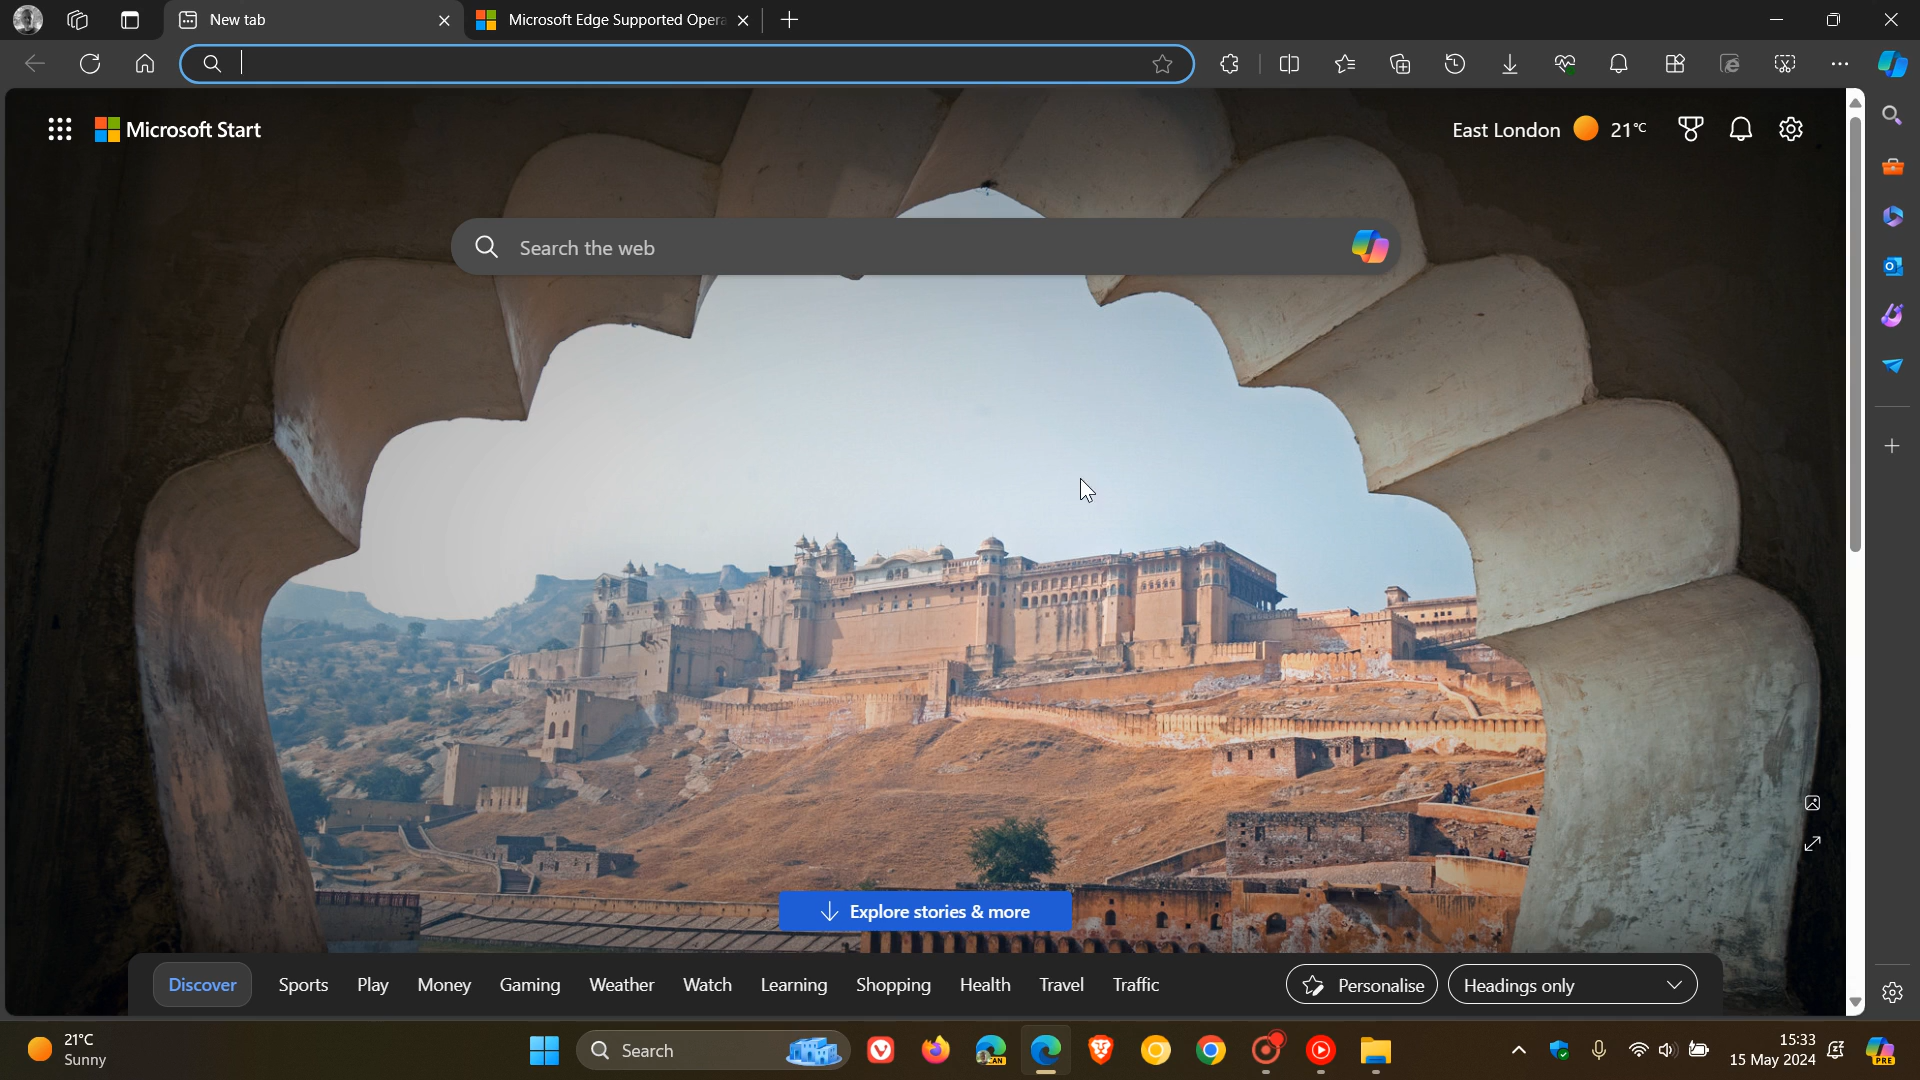 New tab
Microsoft Edge Supported Opera
Microsoft Start
East London 21°C
Search the web
Explore stories & more
Discover Sports Play Money Gaming Weather Watch Learning Shopping Health Travel Traffic Personalise Headings only
21°C
Sunny
Search
CAN
15:33
15 May 2024
PRE